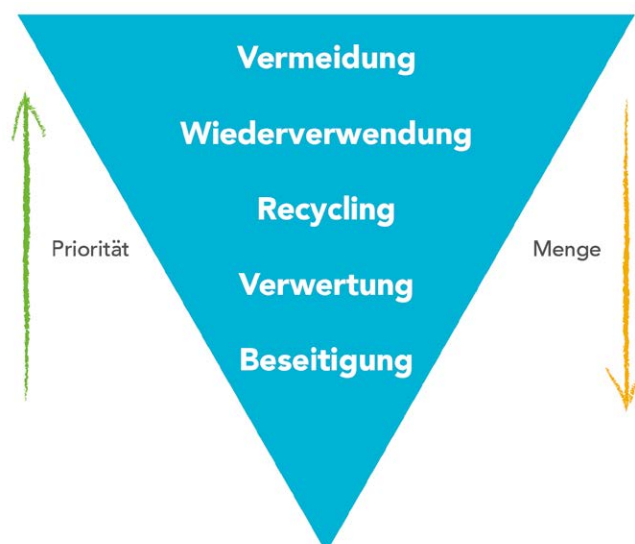 Vermeidung
Wiederverwendung
Recycling
Priorität
Menge
Verwertung
Beseitigung